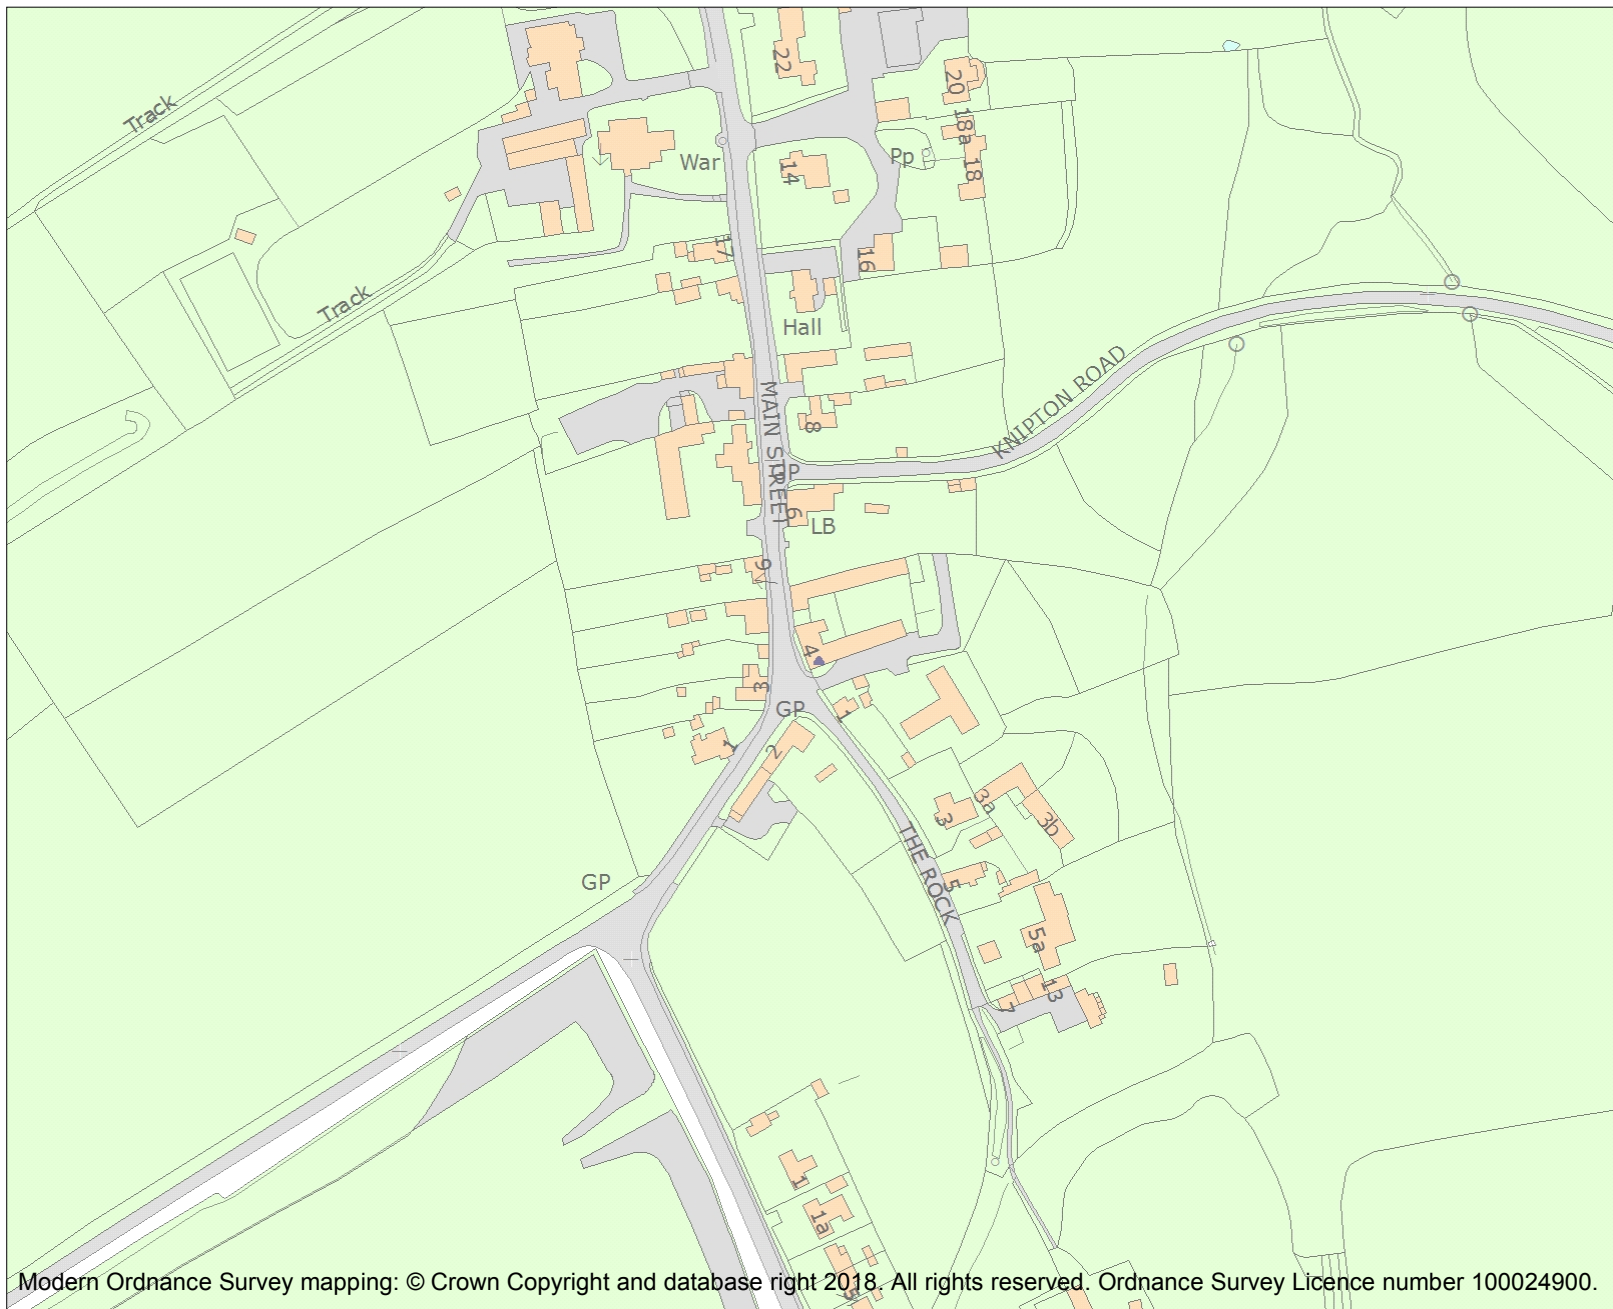 22
20
Track
18a
War
14
Pp
18
17
16
Track
Hall
MAIN STREET
KNIPTON ROAD
8
6
LB
9
4
3
GP
1
1
2
3a
3
3b
THE ROCK
GP
5
5a
13
7
1
1a
5
Modern Ordnance Survey mapping: © Crown Copyright and database right 2018. All rights reserved. Ordnance Survey Licence number 100024900.